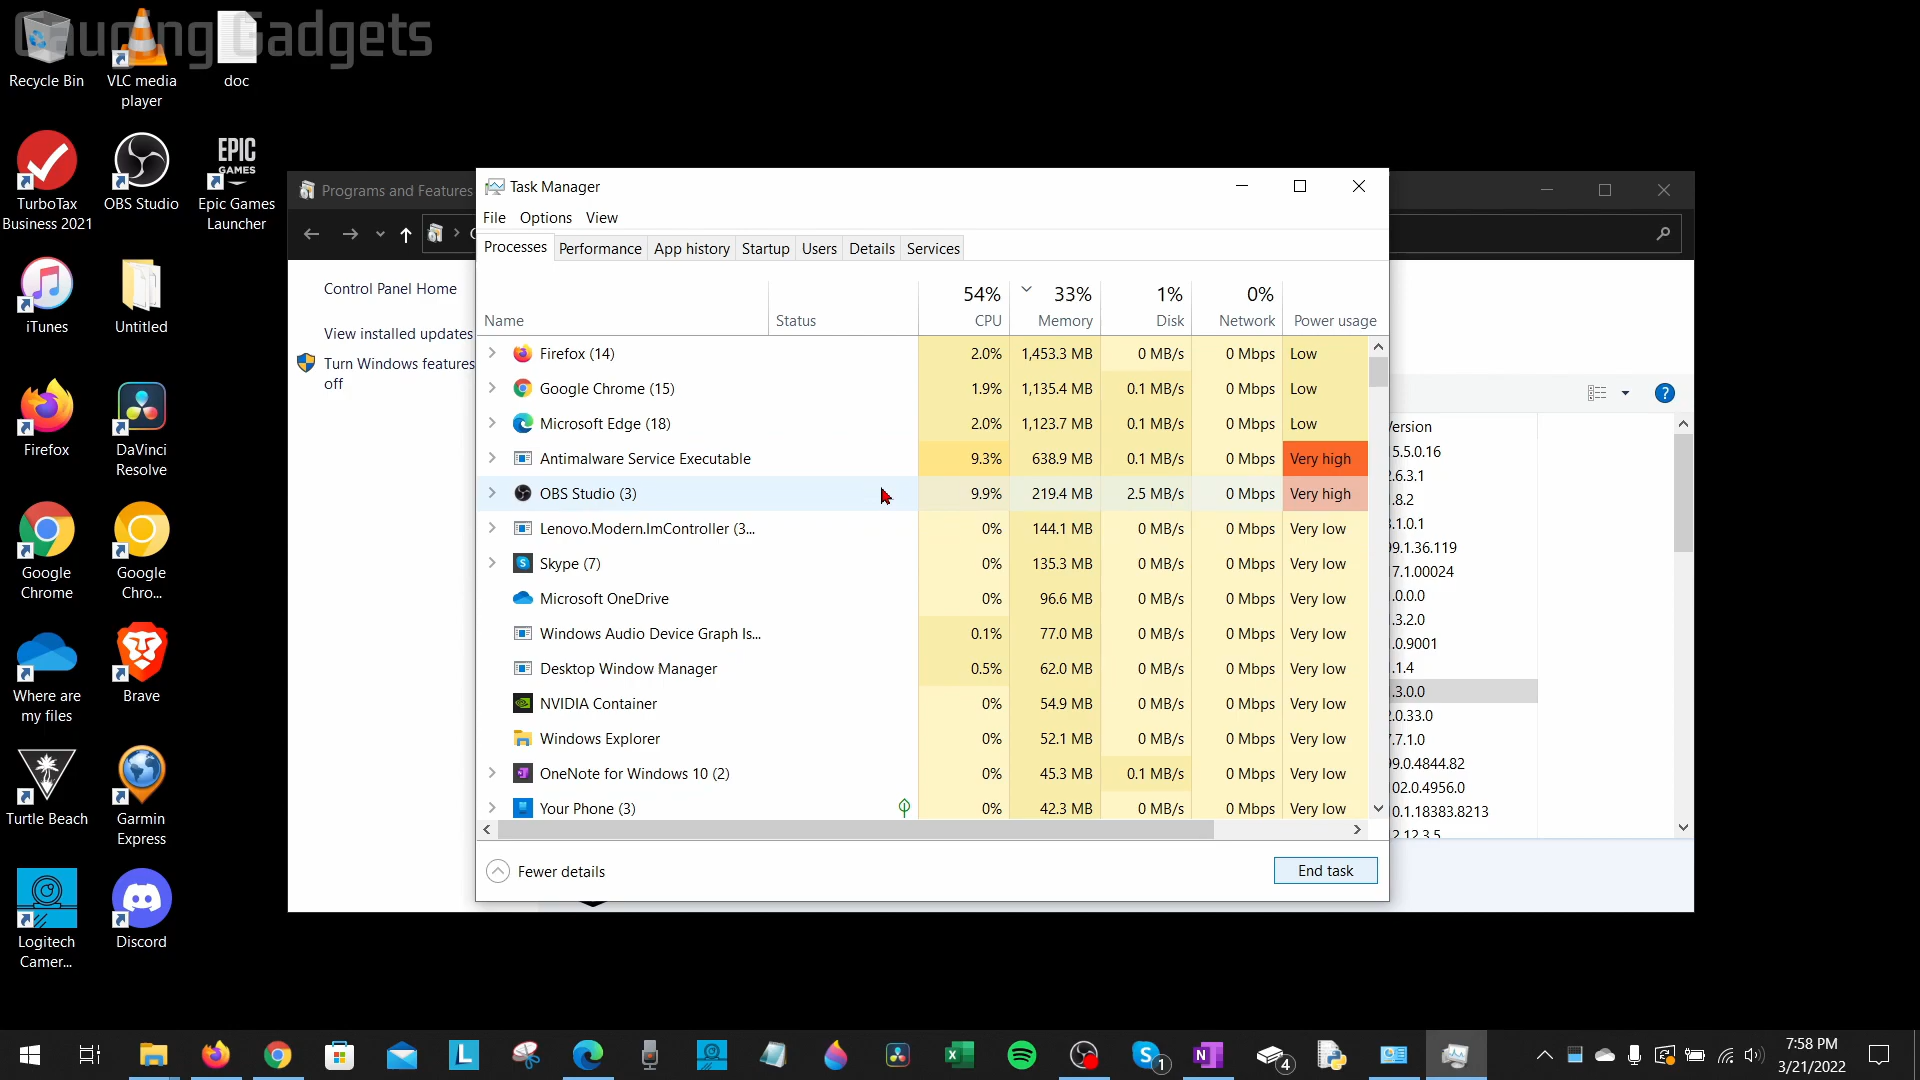 Gauging Gadgets
Recycle Bin
VLC media
player
doc
TurboTax
Business 2021
OBS Studio
EPIC
GAMES
Epic Games
Launcher
iTunes
Untitled
Firefox
DaVinci
Resolve
Google
Chrome
Google
Chro...
Where are
my files
Brave
Turtle Beach
Garmin
Express
Logitech
Camer...
Discord
Programs and Features
Control Panel Home
View installed updates
Turn Windows features
off
Task Manager
File Options View
Processes Performance App history Startup Users Details Services
54% 33% 1% 0%
Name Status CPU Memory Disk Network Power usage
Firefox (14) 2.0% 1,453.3 MB 0 MB/s 0 Mbps Low
Google Chrome (15) 1.9% 1,135.4 MB 0.1 MB/s 0 Mbps Low
Microsoft Edge (18) 2.0% 1,123.7 MB 0.1 MB/s 0 Mbps Low
Antimalware Service Executable 9.3% 638.9 MB 0.1 MB/s 0 Mbps Very high
OBS Studio (3) 9.9% 219.4 MB 2.5 MB/s 0 Mbps Very high
Lenovo.Modern.ImController (3... 0% 144.1 MB 0 MB/s 0 Mbps Very low
Skype (7) 0% 135.3 MB 0 MB/s 0 Mbps Very low
Microsoft OneDrive 0% 96.6 MB 0 MB/s 0 Mbps Very low
Windows Audio Device Graph Is... 0.1% 77.0 MB 0 MB/s 0 Mbps Very low
Desktop Window Manager 0.5% 62.0 MB 0 MB/s 0 Mbps Very low
NVIDIA Container 0% 54.9 MB 0 MB/s 0 Mbps Very low
Windows Explorer 0% 52.1 MB 0 MB/s 0 Mbps Very low
OneNote for Windows 10 (2) 0% 45.3 MB 0.1 MB/s 0 Mbps Very low
Your Phone (3) 0% 42.3 MB 0 MB/s 0 Mbps Very low
Fewer details
End task
Version
5.5.0.16
2.6.3.1
.8.2
3.1.0.1
99.1.36.119
17.1.00024
.0.0.0
.3.2.0
.0.9001
.1.4
.3.0.0
2.0.33.0
7.7.1.0
99.0.4844.82
02.0.4956.0
0.1.18383.8213
2.12.3.5
7:58 PM
3/21/2022